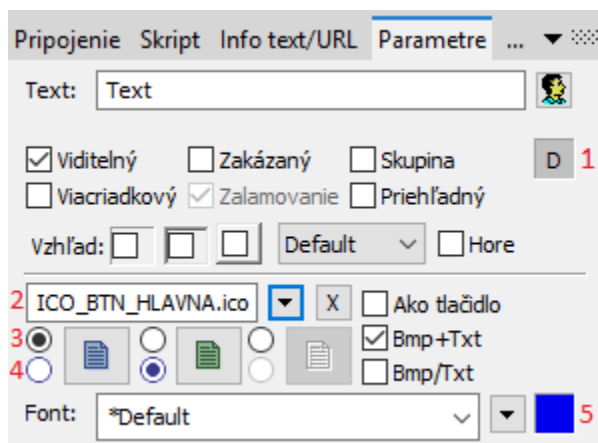 Pripojenie Skript Info text/URL Parametre ...
Text: Text
Viditelný Zakázaný Skupina D 1
Viacriadkový Zalamovanie Priehľadný
Vzhľad: Default Hore
2 ICO_BTN_HLAVNA.ico X Ako tlačidlo
3 Bmp+Txt
4 Bmp/Txt
Font: *Default 5